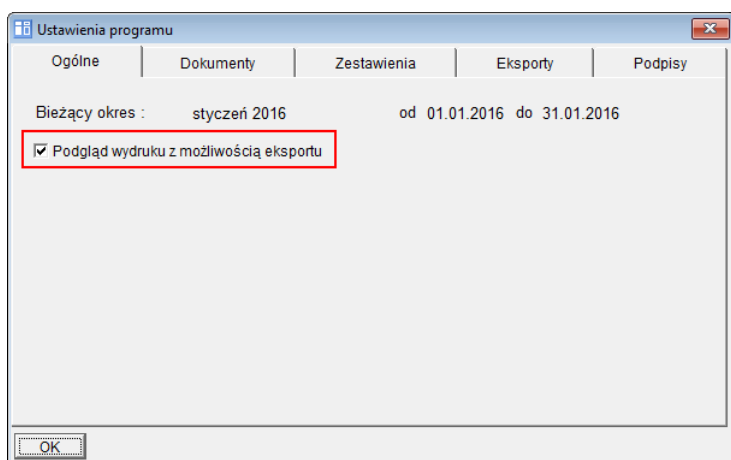 Ustawienia programu
Ogólne Dokumenty Zestawienia Eksporty Podpisy
Bieżący okres : styczeń 2016 od 01.01.2016 do 31.01.2016
Podgląd wydruku z możliwością eksportu
OK